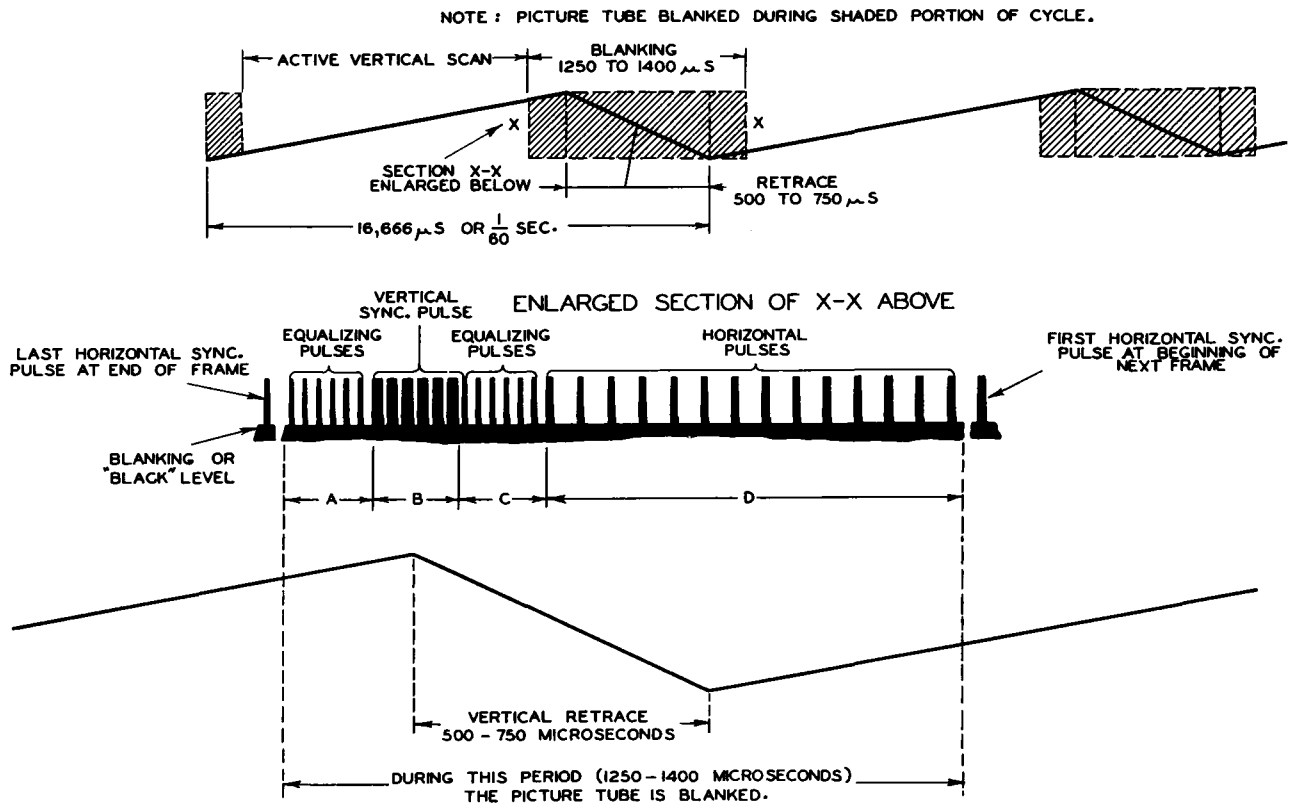 NOTE: PICTURE TUBE BLANKED DURING SHADED PORTION OF CYCLE.
ACTIVE VERTICAL SCAN
BLANKING
1250 TO 1400 μS
X
X
SECTION X-X
ENLARGED BELOW
RETRACE
500 TO 750 μS
16,666 μS OR 1/60 SEC.
ENLARGED SECTION OF X-X ABOVE
VERTICAL
SYNC. PULSE
EQUALIZING
PULSES
EQUALIZING
PULSES
HORIZONTAL
PULSES
LAST HORIZONTAL SYNC.
PULSE AT END OF FRAME
FIRST HORIZONTAL SYNC.
PULSE AT BEGINNING OF
NEXT FRAME
BLANKING OR
"BLACK" LEVEL
A
B
C
D
VERTICAL RETRACE
500 - 750 MICROSECONDS
DURING THIS PERIOD (1250-1400 MICROSECONDS)
THE PICTURE TUBE IS BLANKED.